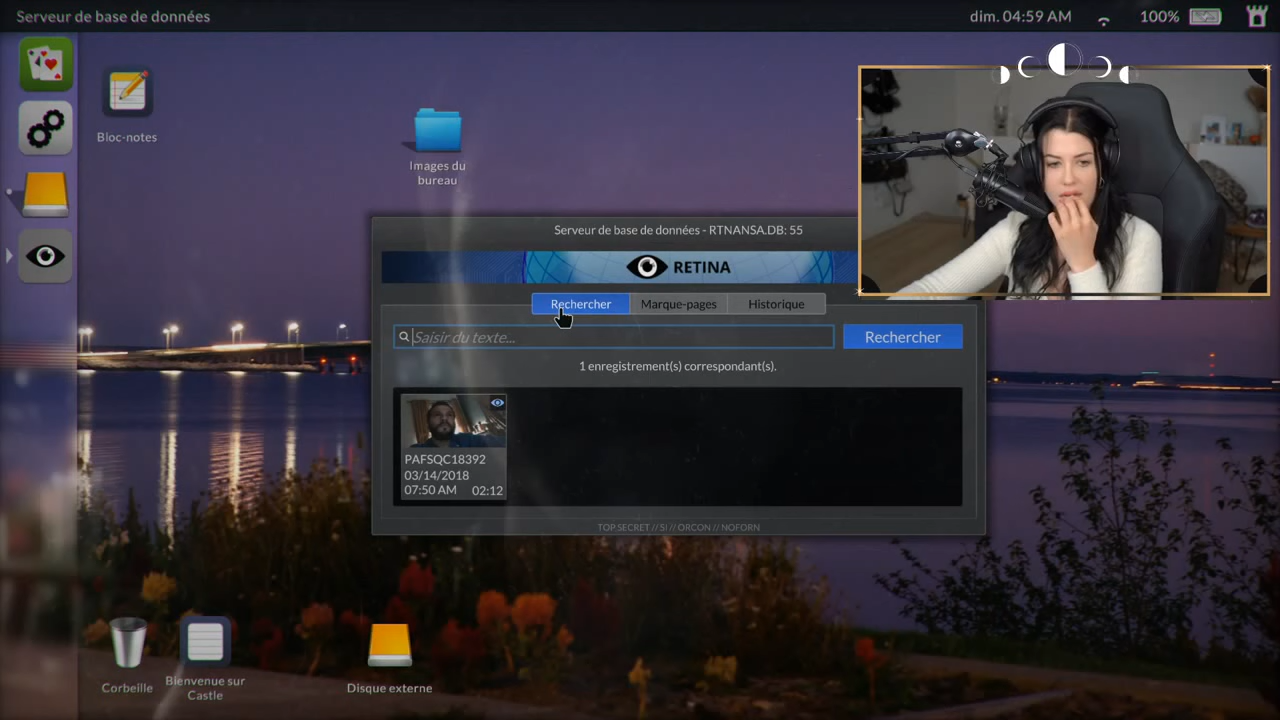 Serveur de base de données
dim. 04:59 AM
100%
Bloc-notes
Images du
bureau
Serveur de base de données - RTNANSA.DB: 55
RETINA
Rechercher
Marque-pages
Historique
Saisir du texte...
Rechercher
1 enregistrement(s) correspondant(s).
PAFSQC18392
03/14/2018
07:50 AM 02:12
TOP SECRET // SI // ORCON // NOFORN
Corbeille
Bienvenue sur
Castle
Disque externe